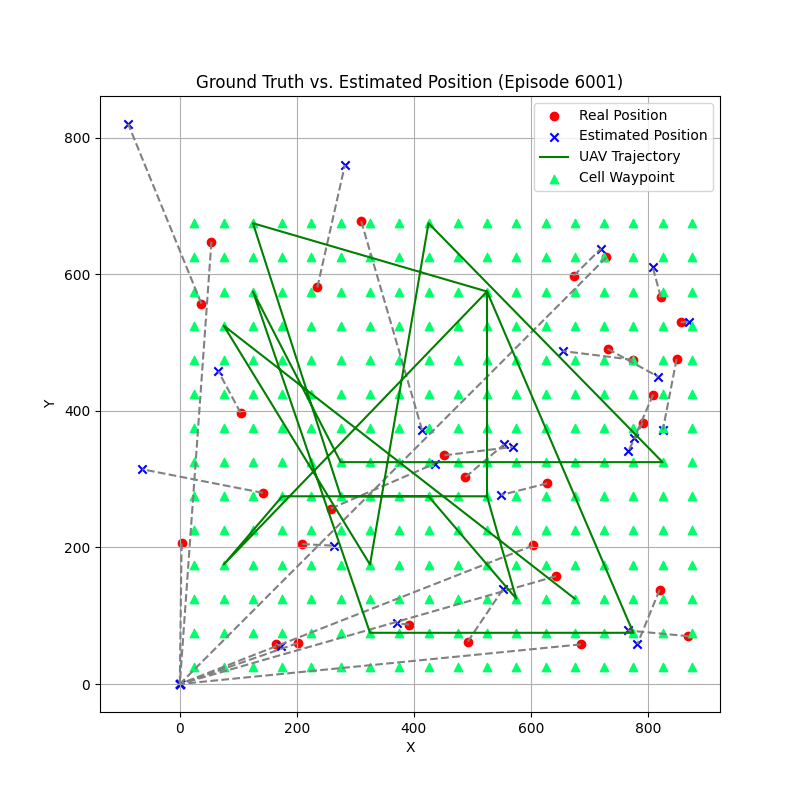 Ground Truth vs. Estimated Position (Episode 6001)
Real Position
Estimated Position
UAV Trajectory
Cell Waypoint
Y
800
600
400
200
0
0 200 400 600 800
X